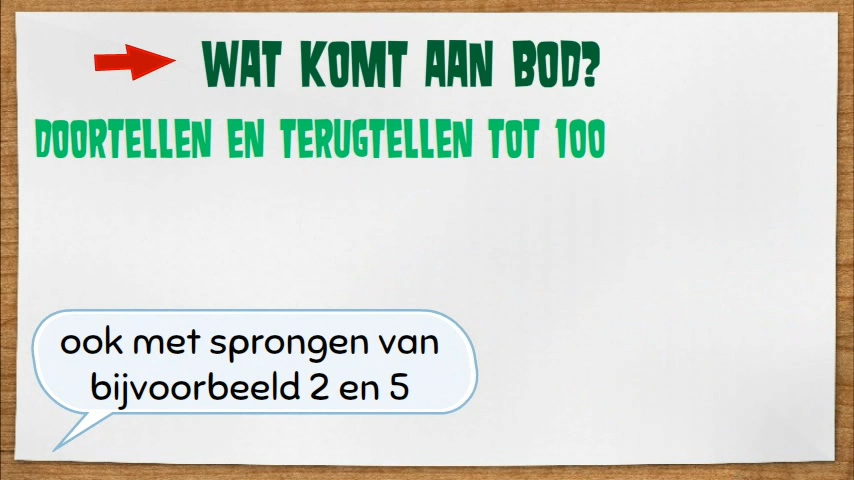 WAT KOMT AAN BOD?
DOORTELLEN EN TERUGTELLEN TOT 100
ook met sprongen van
bijvoorbeeld 2 en 5